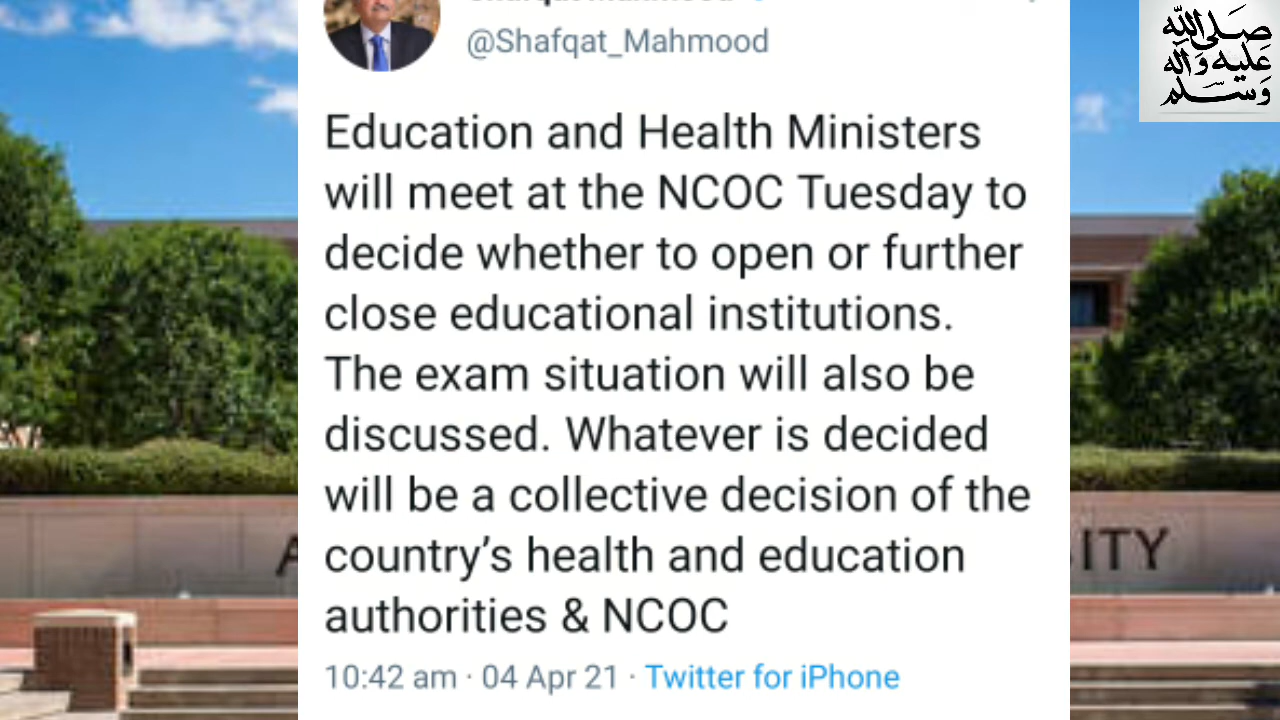 @Shafqat_Mahmood
صلى الله
عليه وآله
وسلم
Education and Health Ministers
will meet at the NCOC Tuesday to
decide whether to open or further
close educational institutions.
The exam situation will also be
discussed. Whatever is decided
will be a collective decision of the
country’s health and education
authorities & NCOC
10:42 am · 04 Apr 21 · Twitter for iPhone
A
SITY